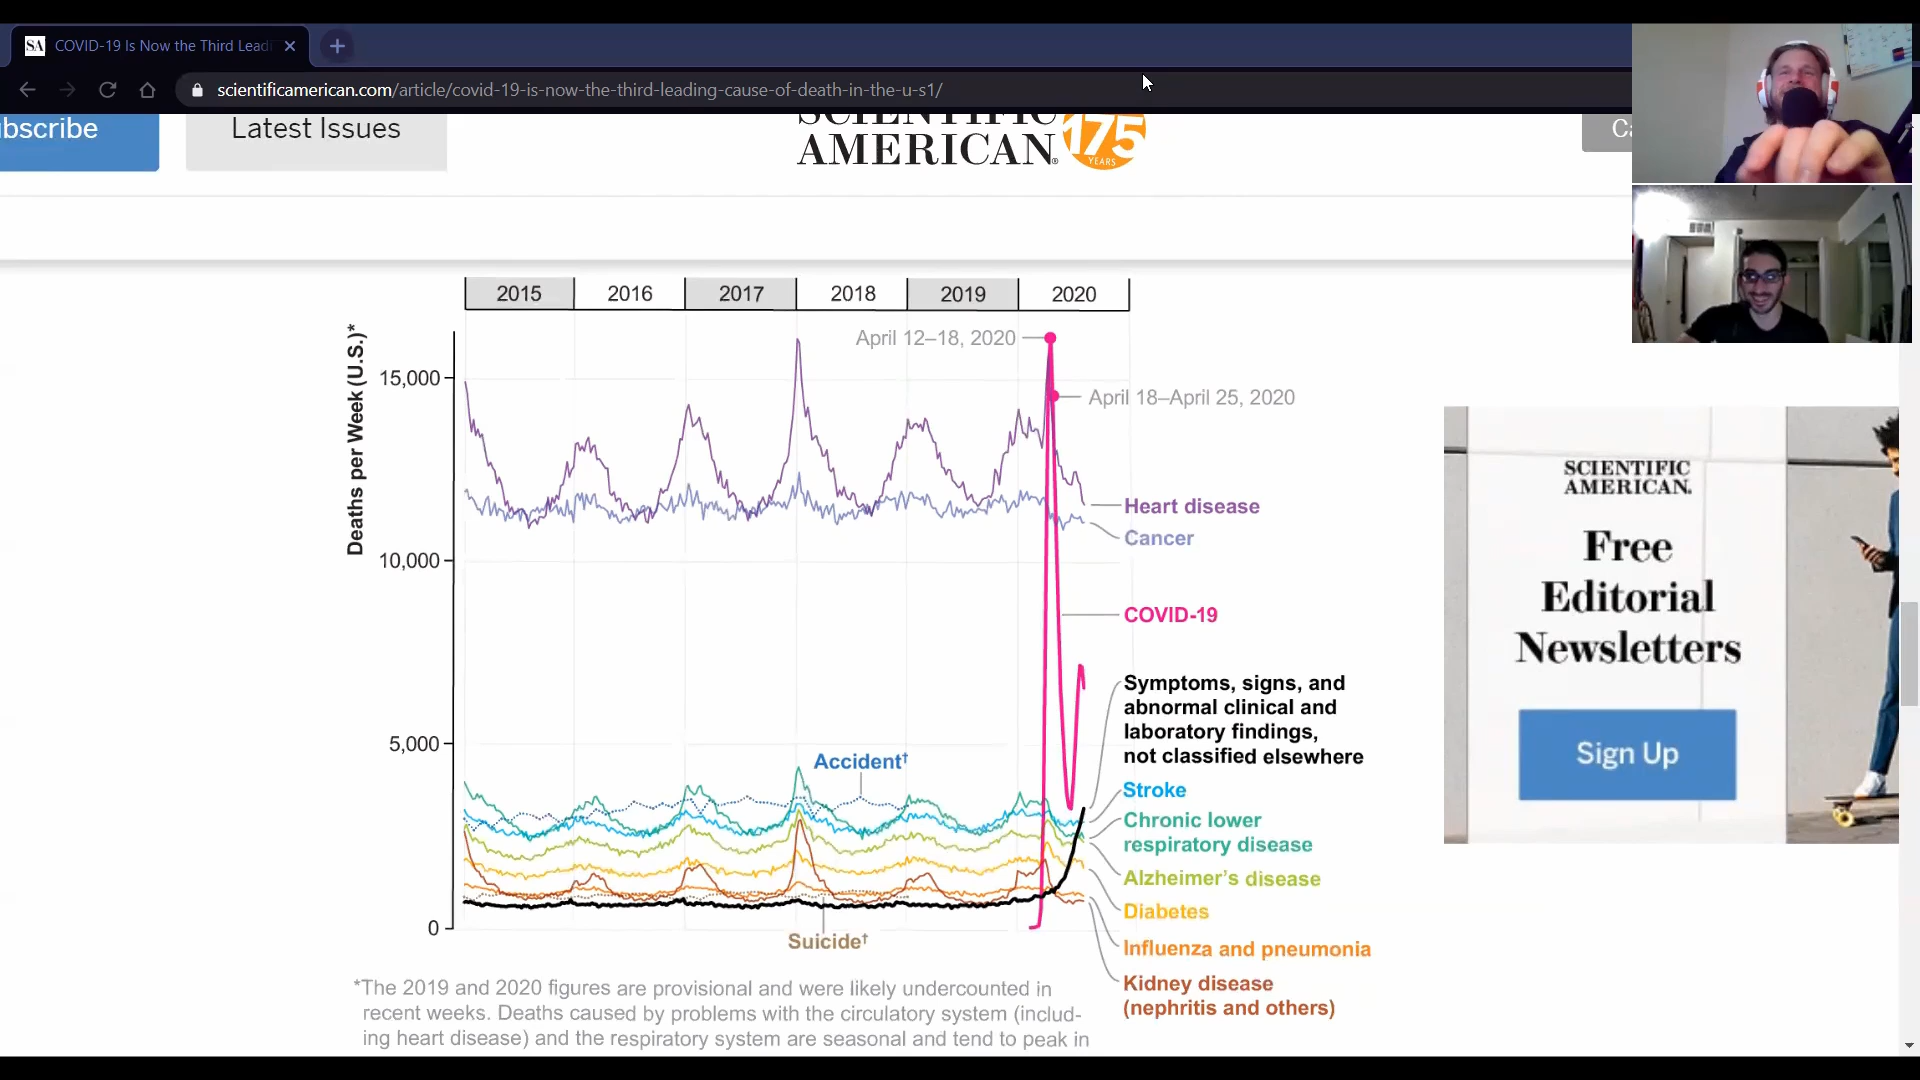 COVID-19 Is Now the Third Leadi
scientificamerican.com/article/covid-19-is-now-the-third-leading-cause-of-death-in-the-u-s1/
bscribe
Latest Issues
SCIENTIFIC
AMERICAN®
175
YEARS
Ca
2015 2016 2017 2018 2019 2020
Deaths per Week (U.S.)*
15,000
10,000
5,000
0
April 12–18, 2020
April 18–April 25, 2020
Heart disease
Cancer
COVID-19
Symptoms, signs, and
abnormal clinical and
laboratory findings,
not classified elsewhere
Accident†
Stroke
Chronic lower
respiratory disease
Alzheimer’s disease
Diabetes
Suicide†
Influenza and pneumonia
Kidney disease
(nephritis and others)
*The 2019 and 2020 figures are provisional and were likely undercounted in
recent weeks. Deaths caused by problems with the circulatory system (includ-
ing heart disease) and the respiratory system are seasonal and tend to peak in
SCIENTIFIC
AMERICAN.
Free
Editorial
Newsletters
Sign Up
SA